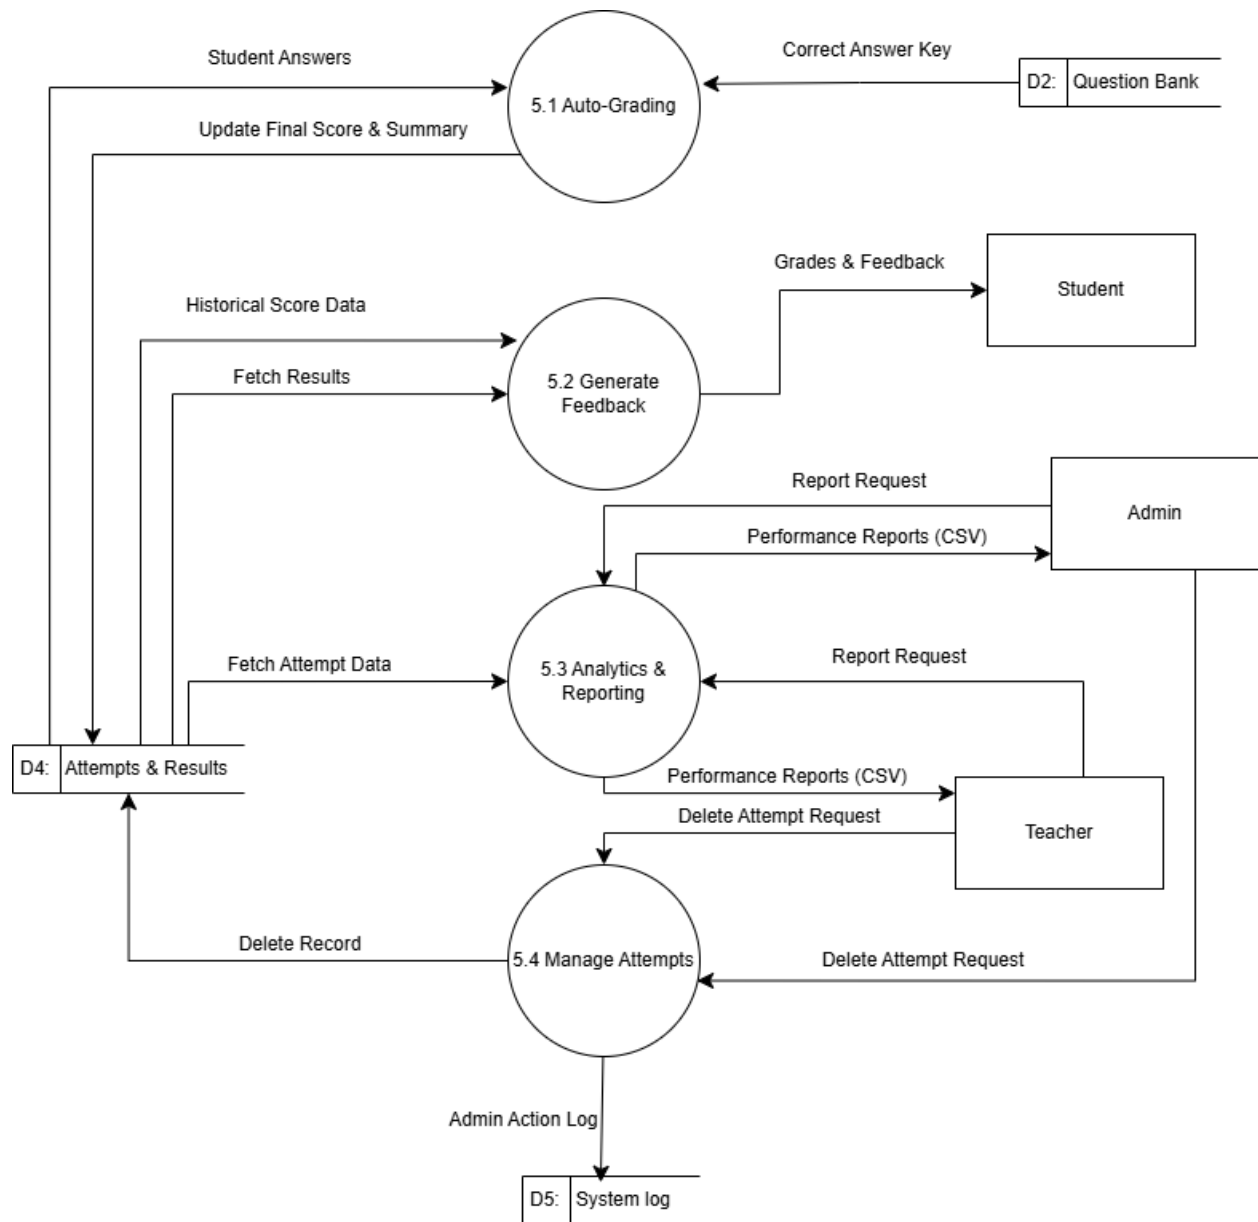 Student Answers
Correct Answer Key
D2: Question Bank
5.1 Auto-Grading
Update Final Score & Summary
Grades & Feedback
Student
Historical Score Data
Fetch Results
5.2 Generate
Feedback
Report Request
Admin
Performance Reports (CSV)
Fetch Attempt Data
Report Request
5.3 Analytics &
Reporting
D4: Attempts & Results
Performance Reports (CSV)
Delete Attempt Request
Teacher
Delete Record
5.4 Manage Attempts
Delete Attempt Request
Admin Action Log
D5: System log